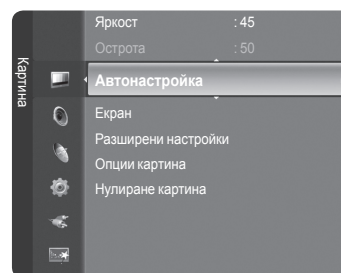 Картина
Яркост : 45
Острота : 50
Автонастройка
Екран
Разширени настройки
Опции картина
Нулиране картина